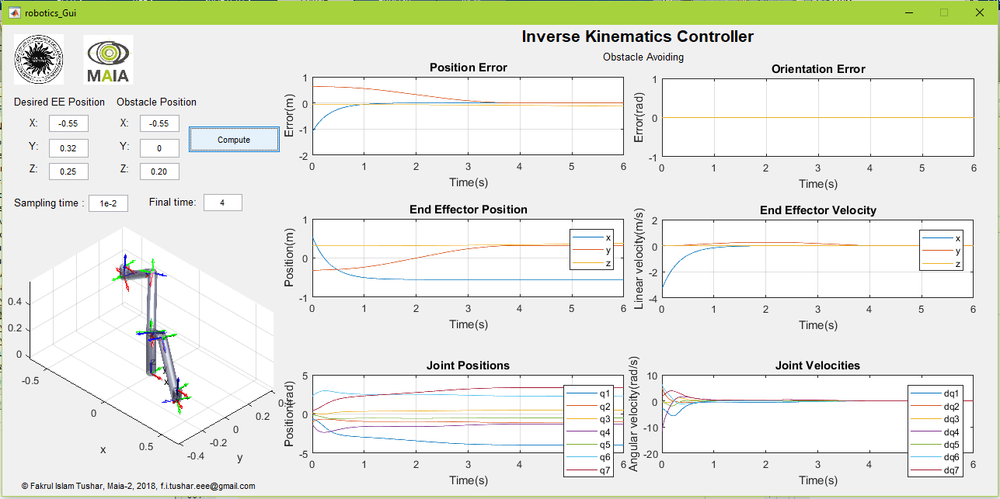 robotics_Gui
Inverse Kinematics Controller
Obstacle Avoiding
MAIA
Desired EE Position Obstacle Position
X: -0.55 X: -0.55
Y: 0.32 Y: 0
Z: 0.25 Z: 0.20
Compute
Sampling time : 1e-2 Final time: 4
0.4
0.2
0
-0.5
0
0.5
x
-0.4
-0.2
0
0.2
y
© Fakrul Islam Tushar, Maia-2, 2018, f.i.tushar.eee@gmail.com
Position Error
Error(m)
1
0
-1
-2
0 1 2 3 4 5 6
Time(s)
Orientation Error
Error(rad)
1
0
-1
0 1 2 3 4 5 6
Time(s)
End Effector Position
Position(m)
1
0
-1
0 1 2 3 4 5 6
Time(s)
x
y
z
End Effector Velocity
Linear velocity(m/s)
2
0
-2
-4
0 1 2 3 4 5 6
Time(s)
x
y
z
Joint Positions
Position(rad)
5
0
-5
0 1 2 3 4 5 6
Time(s)
q1
q2
q3
q4
q5
q6
q7
Joint Velocities
Angular velocity(rad/s)
10
0
-10
-20
0 1 2 3 4 5 6
Time(s)
dq1
dq2
dq3
dq4
dq5
dq6
dq7